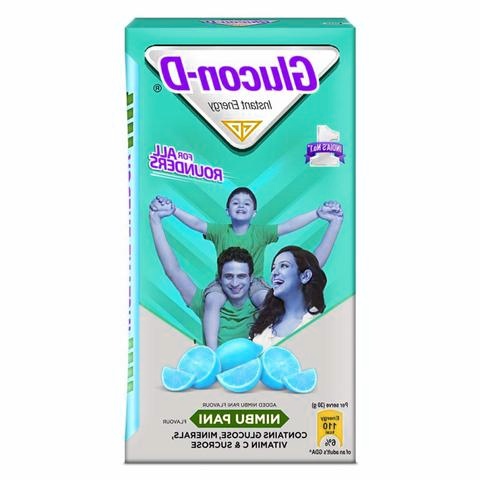 Glucon-D®
Instant Energy
INDIA'S No.1
FOR ALL
ROUNDERS
ADDED NIMBU PANI FLAVOUR
NIMBU PANI FLAVOUR
CONTAINS GLUCOSE, MINERALS,
VITAMIN C & SUCROSE
Per serve (30 g)
Energy
110
kcal
6%
of an adult's GDA*